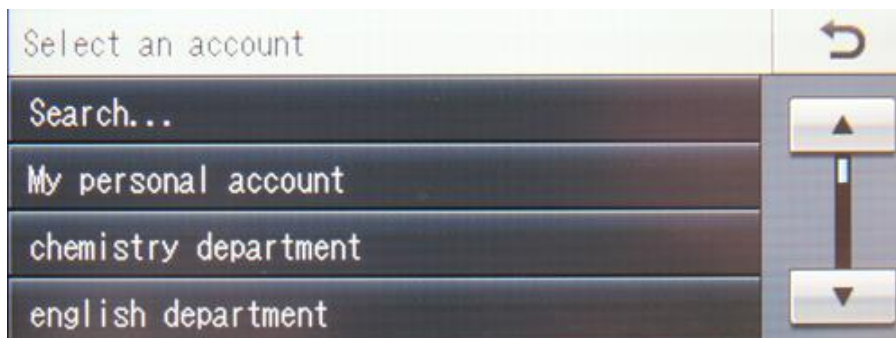 Select an account
Search...
My personal account
chemistry department
english department